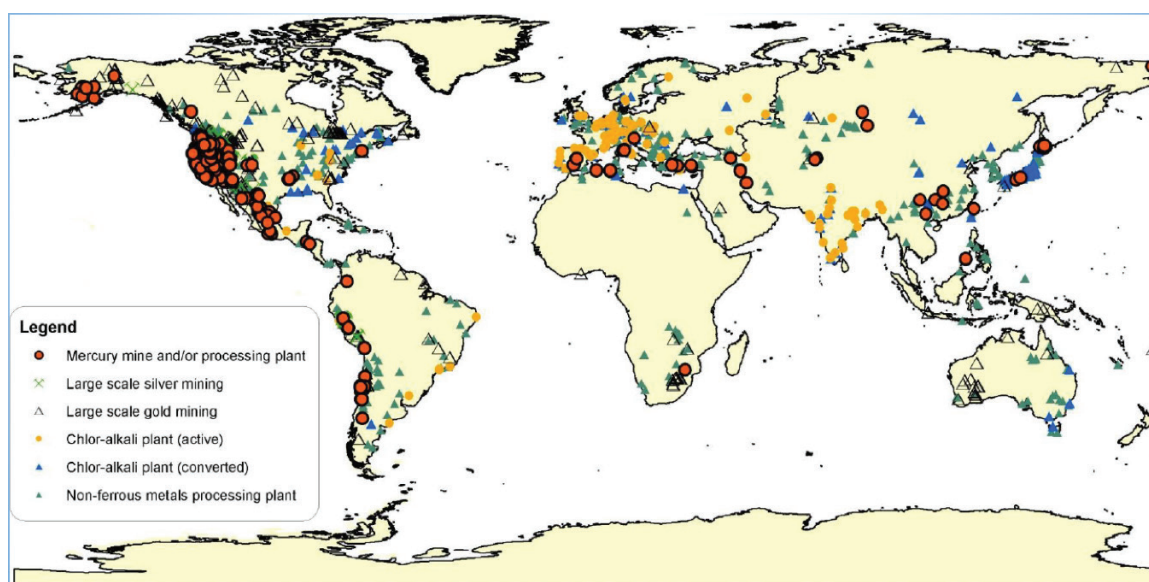 Legend
Mercury mine and/or processing plant
Large scale silver mining
Large scale gold mining
Chlor-alkali plant (active)
Chlor-alkali plant (converted)
Non-ferrous metals processing plant